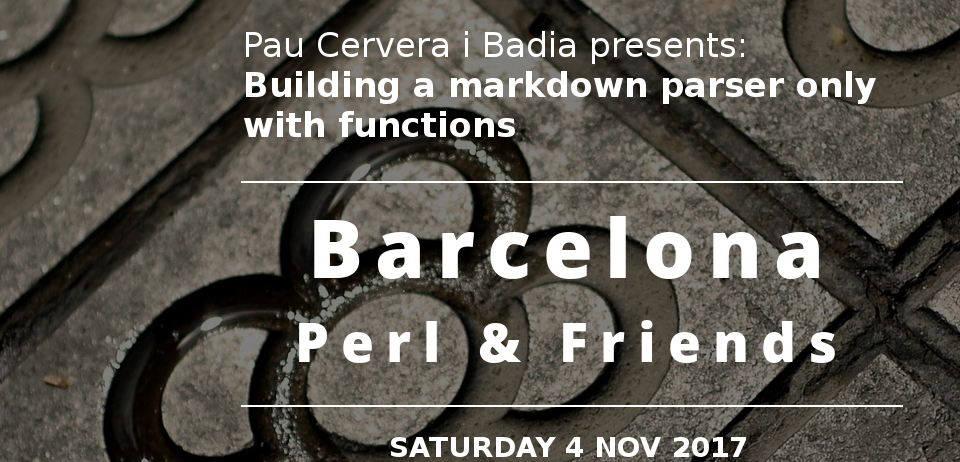 Pau Cervera i Badia presents:
Building a markdown parser only
with functions
Barcelona
Perl & Friends
SATURDAY 4 NOV 2017